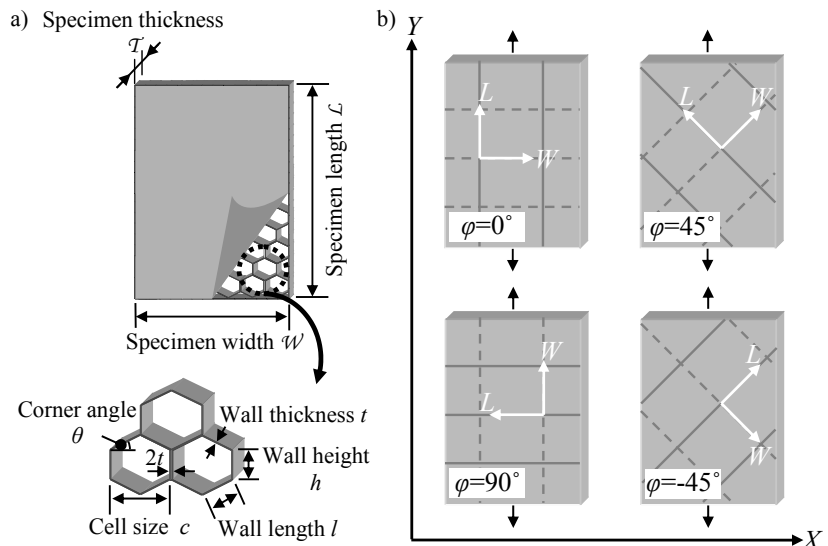 a) Specimen thickness
𝒯
Specimen length ℒ
Specimen width 𝒲
Corner angle
θ
Wall thickness t
2t
Wall height
h
Cell size c
Wall length l
b)
Y
L
W
φ=0°
L
W
φ=45°
W
L
φ=90°
L
W
φ=-45°
X